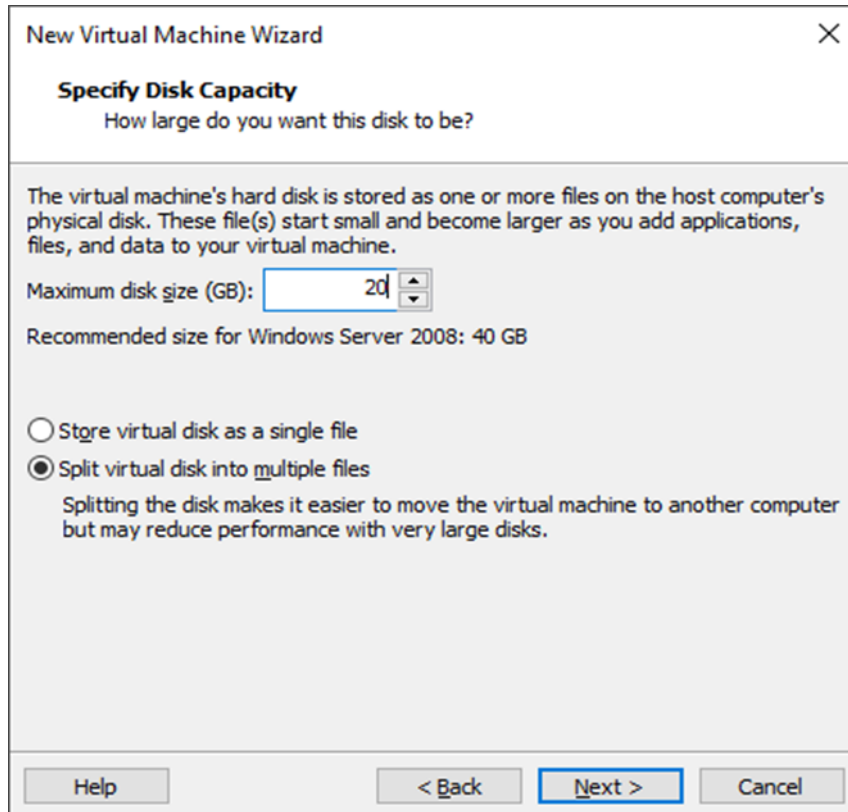 New Virtual Machine Wizard
Specify Disk Capacity
How large do you want this disk to be?
The virtual machine's hard disk is stored as one or more files on the host computer's
physical disk. These file(s) start small and become larger as you add applications,
files, and data to your virtual machine.
Maximum disk size (GB): 20
Recommended size for Windows Server 2008: 40 GB
Store virtual disk as a single file
Split virtual disk into multiple files
Splitting the disk makes it easier to move the virtual machine to another computer
but may reduce performance with very large disks.
Help < Back Next > Cancel